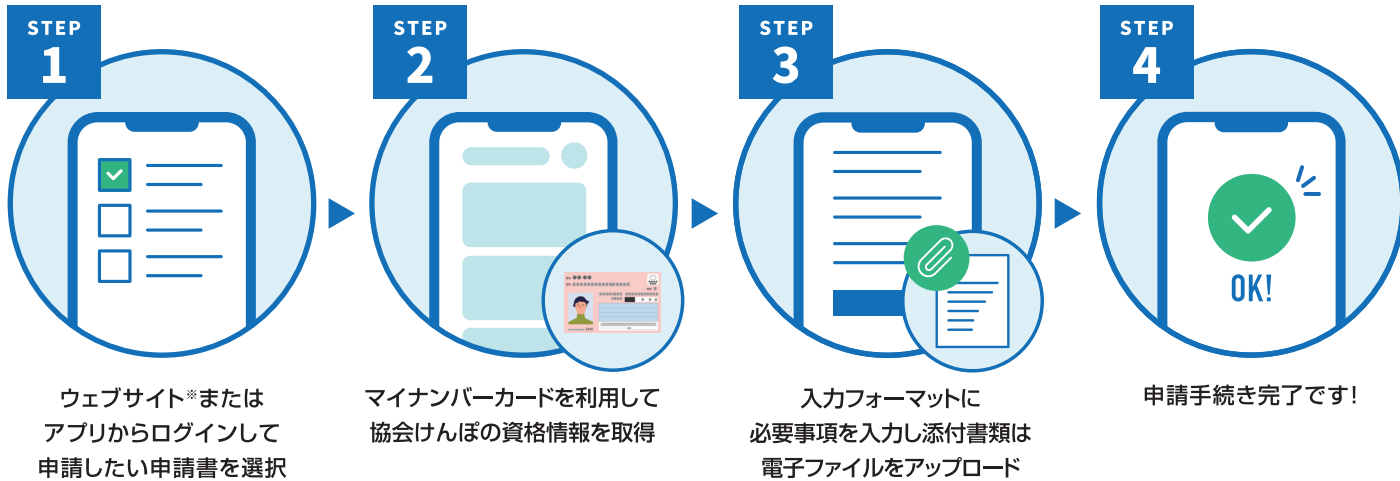 STEP
1
ウェブサイト※または
アプリからログインして
申請したい申請書を選択
STEP
2
マイナンバーカードを利用して
協会けんぽの資格情報を取得
STEP
3
入力フォーマットに
必要事項を入力し添付書類は
電子ファイルをアップロード
STEP
4
OK!
申請手続き完了です!